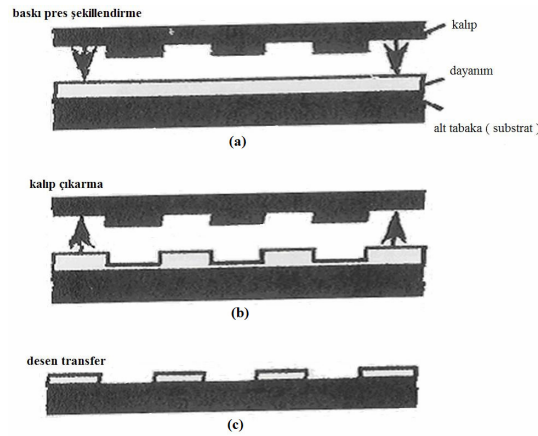 baskı pres şekillendirme
kalıp
dayanım
alt tabaka ( substrat )
(a)
kalıp çıkarma
(b)
desen transfer
(c)